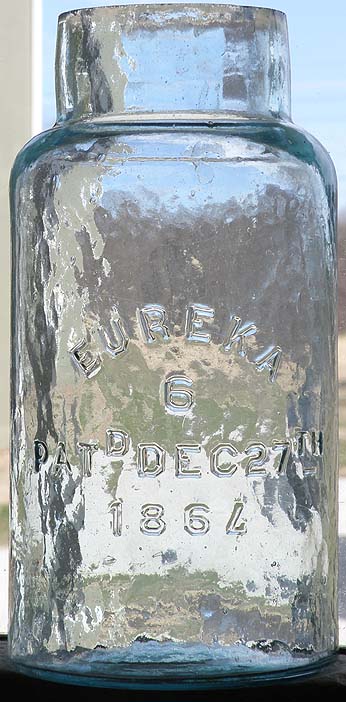 EUREKA
6
PATD DEC 27TH
1864